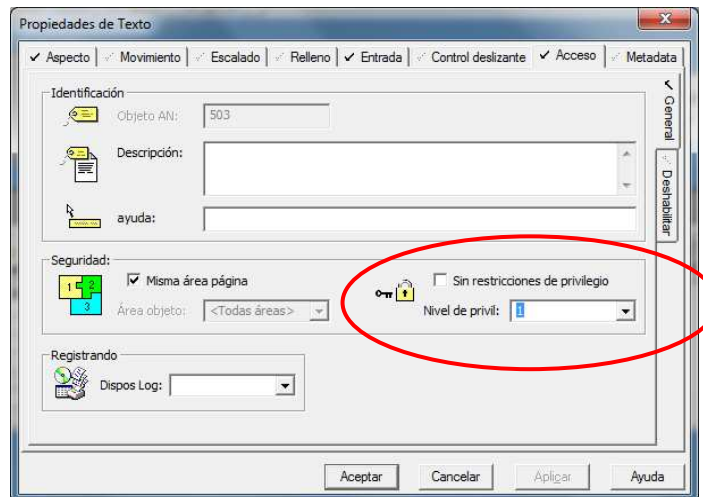 Propiedades de Texto
Aspecto Movimiento Escalado Relleno Entrada Control deslizante Acceso Metadata
General
Deshabilitar
Identificación
Objeto AN: 503
Descripción:
ayuda:
Seguridad:
1 2 3
Misma área página
Área objeto: <Todas áreas>
Sin restricciones de privilegio
Nivel de privil: 1
Registrando
Dispos Log:
Aceptar Cancelar Aplicar Ayuda